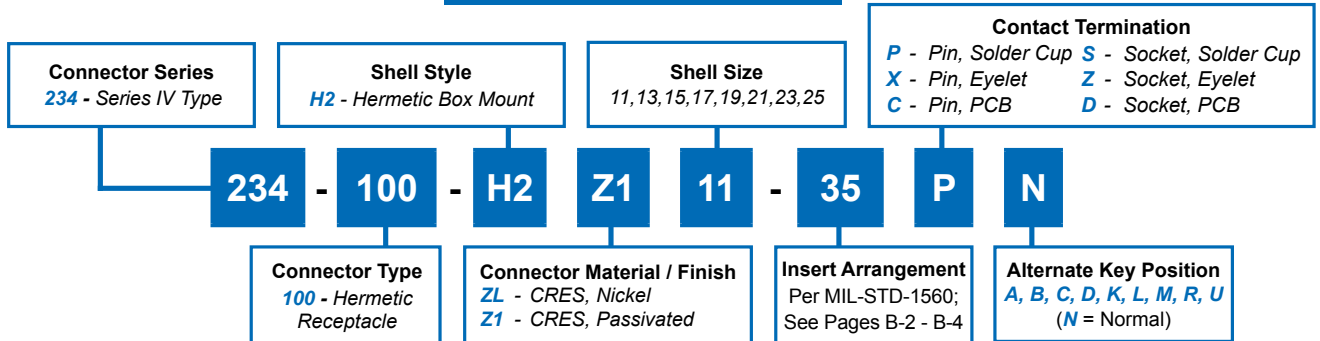 Connector Series
234 - Series IV Type
Shell Style
H2 - Hermetic Box Mount
Shell Size
11,13,15,17,19,21,23,25
Contact Termination
P - Pin, Solder Cup S - Socket, Solder Cup
X - Pin, Eyelet Z - Socket, Eyelet
C - Pin, PCB D - Socket, PCB
234 - 100 - H2 Z1 11 - 35 P N
Connector Type
100 - Hermetic
Receptacle
Connector Material / Finish
ZL - CRES, Nickel
Z1 - CRES, Passivated
Insert Arrangement
Per MIL-STD-1560;
See Pages B-2 - B-4
Alternate Key Position
A, B, C, D, K, L, M, R, U
(N = Normal)